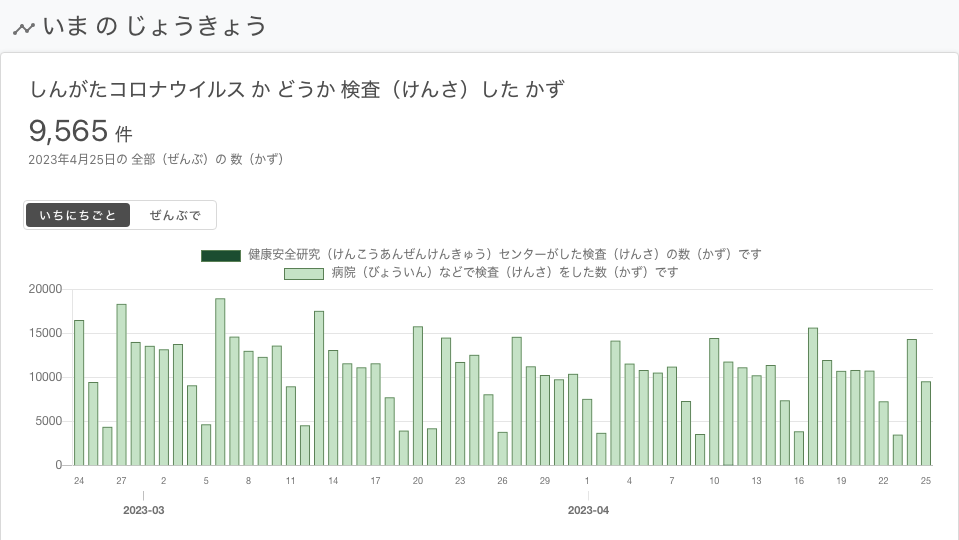 いま の じょうきょう
しんがたコロナウイルス か どうか 検査（けんさ）した かず
9,565 件
2023年4月25日の 全部（ぜんぶ）の 数（かず）
いちにちごと ぜんぶで
健康安全研究（けんこうあんぜんけんきゅう）センターがした検査（けんさ）の数（かず）です
病院（びょういん）などで検査（けんさ）をした数（かず）です
20000
15000
10000
5000
0
24 27 2 5 8 11 14 17 20 23 26 29 1 4 7 10 13 16 19 22 25
2023-03 2023-04